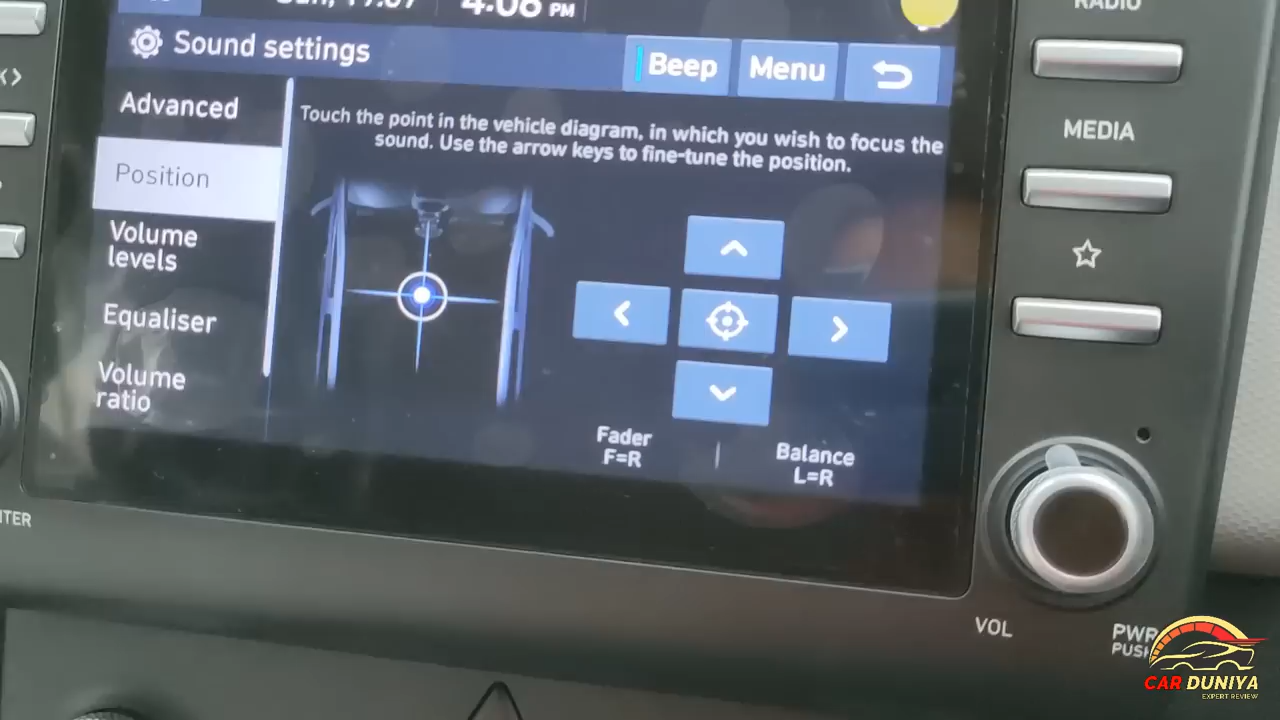 4:08 PM
RADIO
Sound settings
Beep
Menu
Advanced
Position
Volume
levels
Equaliser
Volume
ratio
Touch the point in the vehicle diagram, in which you wish to focus the
sound. Use the arrow keys to fine-tune the position.
Fader
F=R
Balance
L=R
MEDIA
VOL
PWR
PUSH
CAR DUNIYA
EXPERT REVIEW